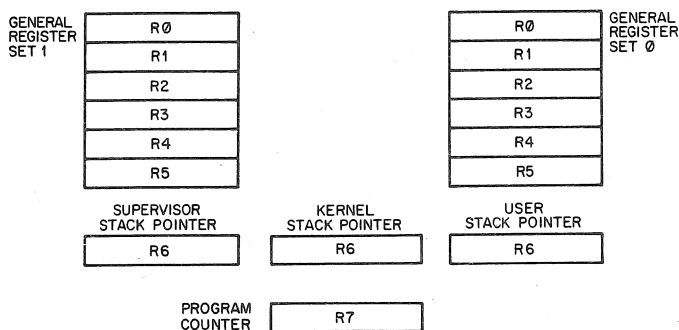 GENERAL
REGISTER
SET 1
RØ
R1
R2
R3
R4
R5
GENERAL
REGISTER
SET Ø
RØ
R1
R2
R3
R4
R5
SUPERVISOR
STACK POINTER
R6
KERNEL
STACK POINTER
R6
USER
STACK POINTER
R6
PROGRAM
COUNTER
R7